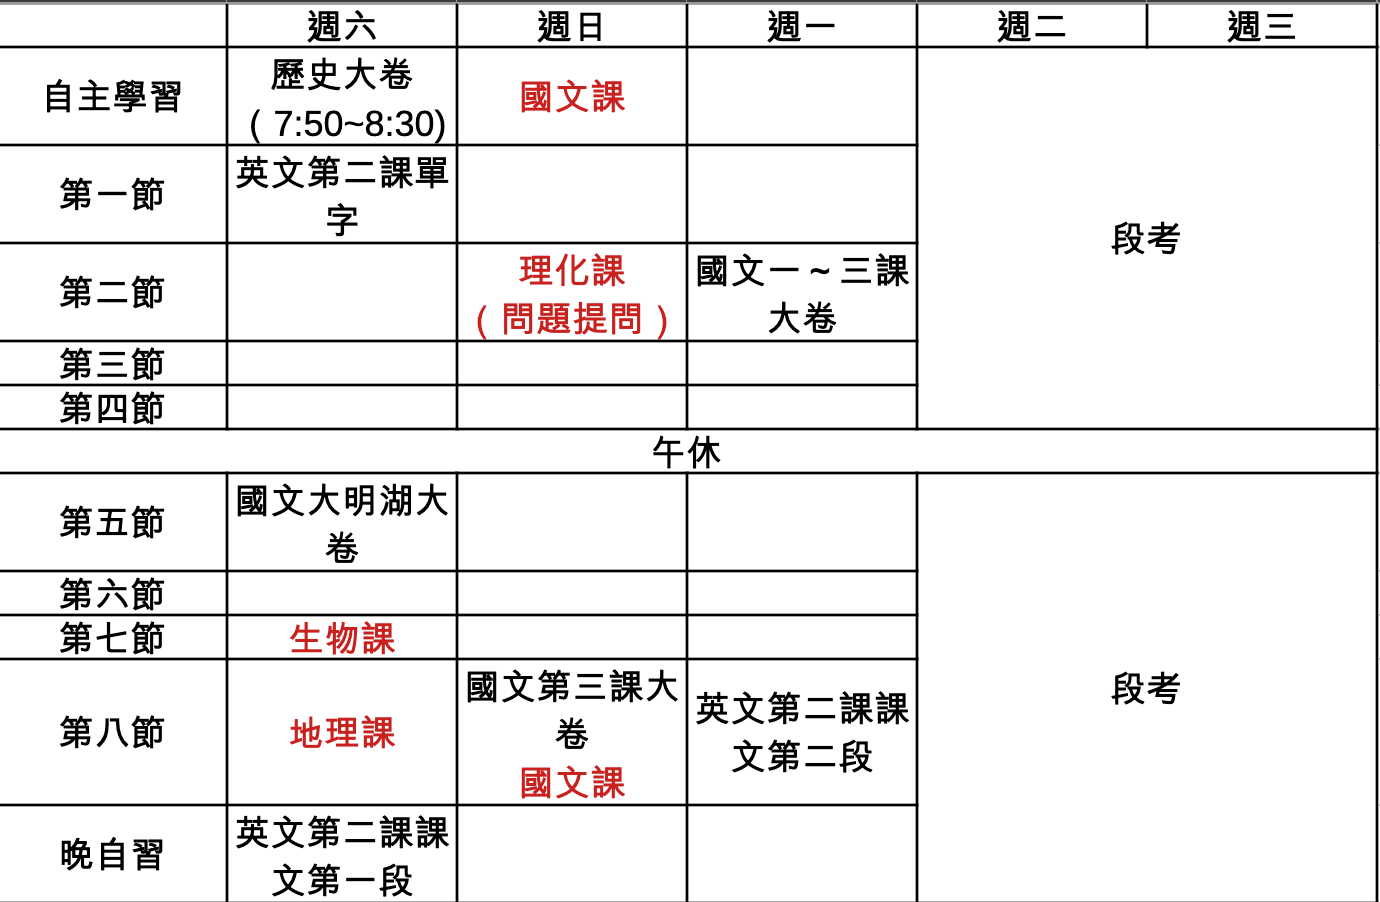 週六 週日 週一 週二 週三
自主學習
歷史大卷
（ 7:50~8:30)
國文課
第一節
英文第二課單
字
第二節
理化課
（ 問題提問 ）
國文一 ~ 三課
大卷
第三節
第四節
段考
午休
第五節
國文大明湖大
卷
第六節
第七節
生物課
第八節
地理課
國文第三課大
卷
國文課
英文第二課課
文第二段
晚自習
英文第二課課
文第一段
段考